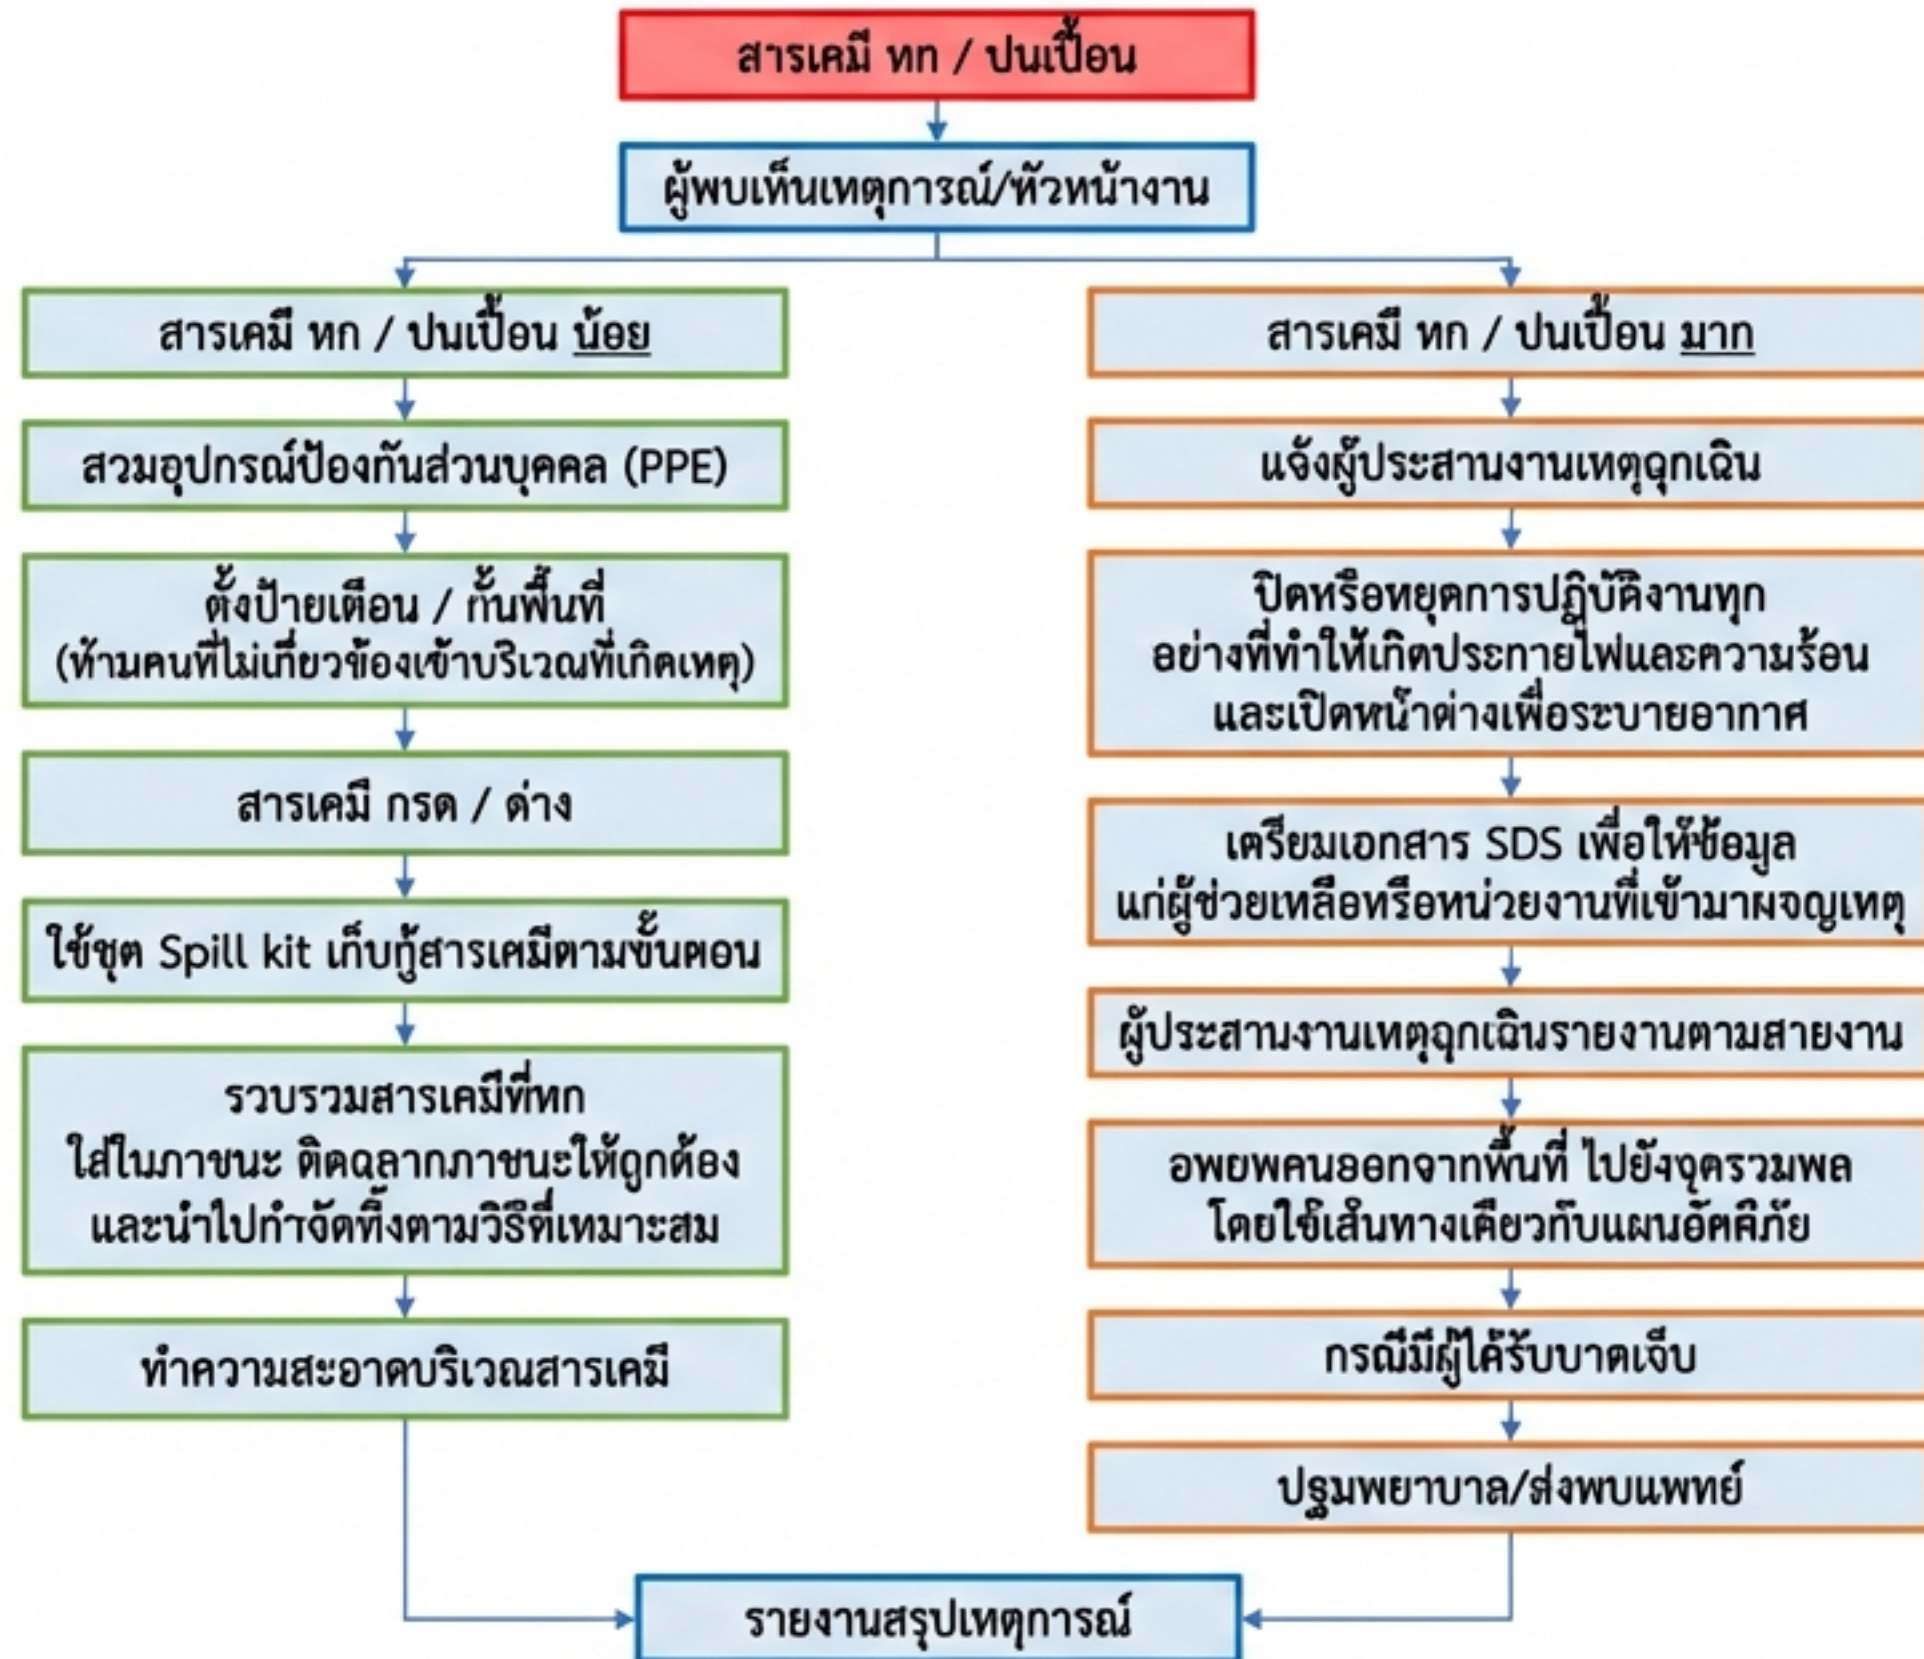 สารเคมี หก / ปนเปื้อน
ผู้พบเห็นเหตุการณ์/หัวหน้างาน
สารเคมี หก / ปนเปื้อน น้อย
สวมอุปกรณ์ป้องกันส่วนบุคคล (PPE)
ตั้งป้ายเตือน / กั้นพื้นที่
(ห้ามคนที่ไม่เกี่ยวข้องเข้าบริเวณที่เกิดเหตุ)
สารเคมี กรด / ด่าง
ใช้ชุด Spill kit เก็บกู้สารเคมีตามขั้นตอน
รวบรวมสารเคมีที่หก
ใส่ในภาชนะ ติดฉลากภาชนะให้ถูกต้อง
และนำไปกำจัดทิ้งตามวิธีที่เหมาะสม
ทำความสะอาดบริเวณสารเคมี
สารเคมี หก / ปนเปื้อน มาก
แจ้งผู้ประสานงานเหตุฉุกเฉิน
ปิดหรือหยุดการปฏิบัติงานทุก
อย่างที่ทำให้เกิดประกายไฟและความร้อน
และเปิดหน้าต่างเพื่อระบายอากาศ
เตรียมเอกสาร SDS เพื่อให้ข้อมูล
แก่ผู้ช่วยเหลือหรือหน่วยงานที่เข้ามาผจญเหตุ
ผู้ประสานงานเหตุฉุกเฉินรายงานตามสายงาน
อพยพคนออกจากพื้นที่ ไปยังจุดรวมพล
โดยใช้เส้นทางเดียวกับแผนอัคคีภัย
กรณีมีผู้ได้รับบาดเจ็บ
ปฐมพยาบาล/ส่งพบแพทย์
รายงานสรุปเหตุการณ์